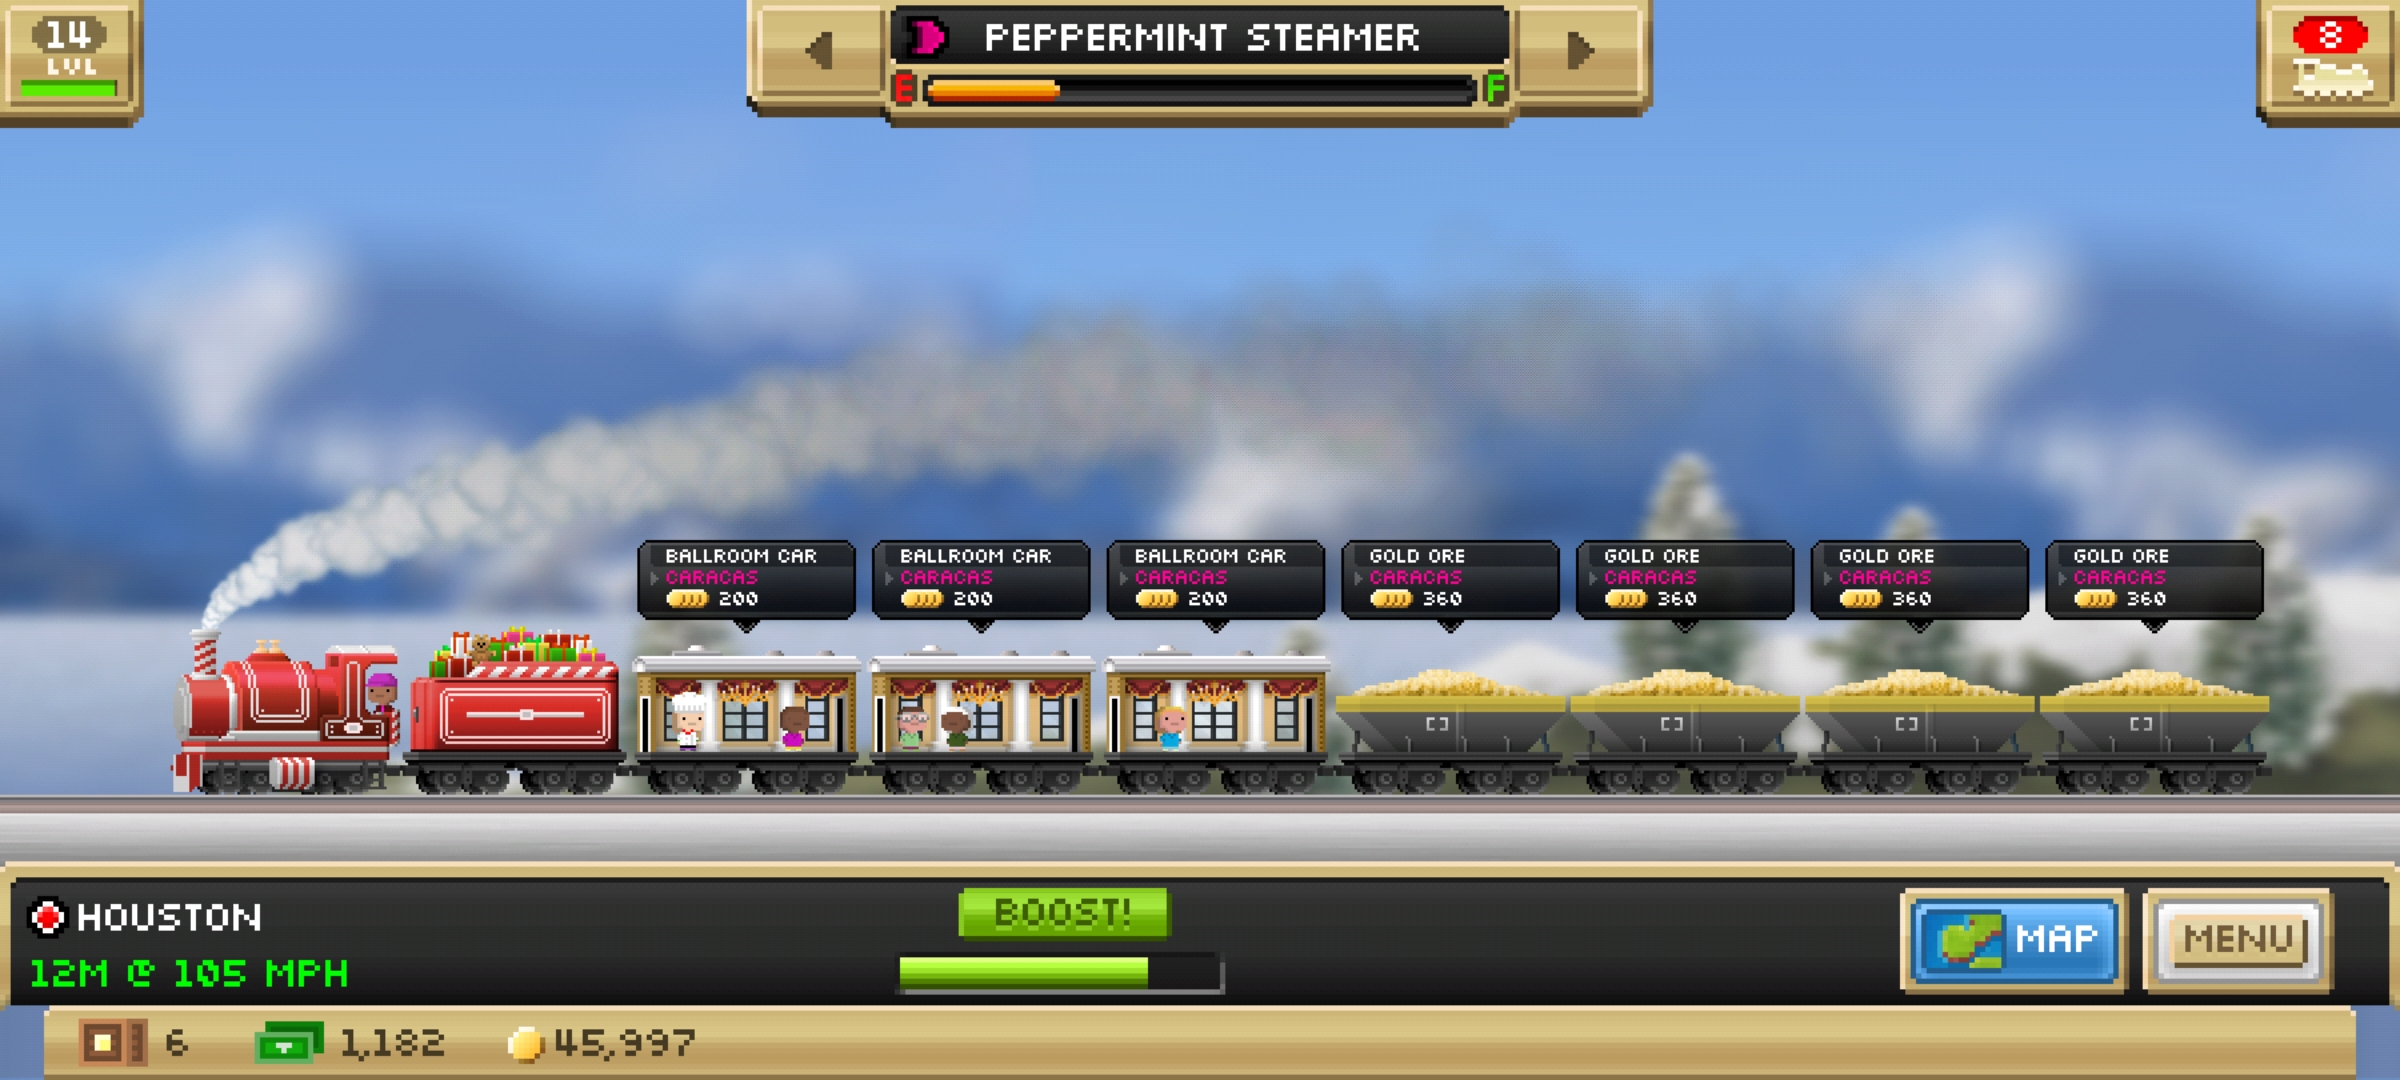 14
LVL
PEPPERMINT STEAMER
E F
8
BALLROOM CAR
CARACAS
200
BALLROOM CAR
CARACAS
200
BALLROOM CAR
CARACAS
200
GOLD ORE
CARACAS
360
GOLD ORE
CARACAS
360
GOLD ORE
CARACAS
360
GOLD ORE
CARACAS
360
HOUSTON
12M @ 105 MPH
BOOST!
MAP
MENU
6 1,182 45,997